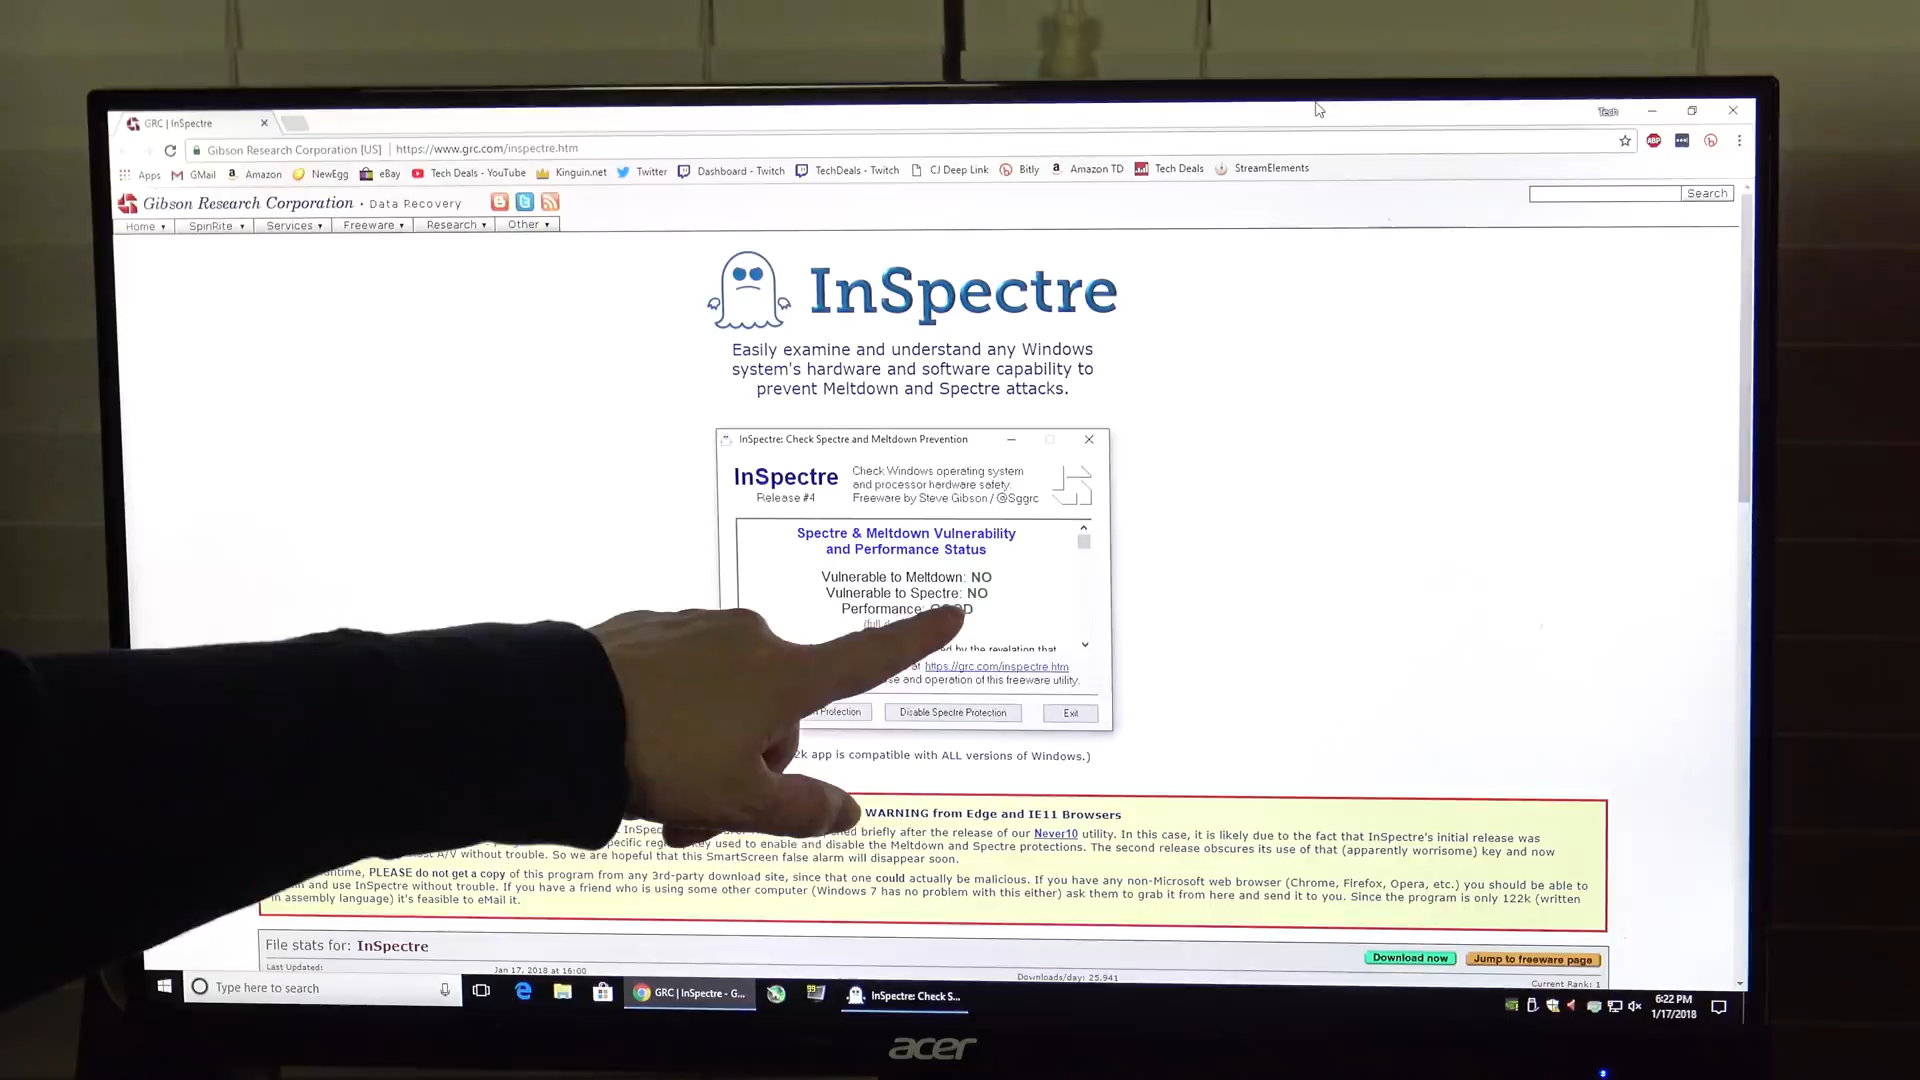 GRC | InSpectre
Tech
Gibson Research Corporation [US] https://www.grc.com/inspectre.htm
Apps GMail Amazon NewEgg eBay Tech Deals - YouTube Kinguin.net Twitter Dashboard - Twitch TechDeals - Twitch CJ Deep Link Bitly Amazon TD Tech Deals StreamElements
Gibson Research Corporation · Data Recovery
Search
Home SpinRite Services Freeware Research Other
InSpectre
Easily examine and understand any Windows
system's hardware and software capability to
prevent Meltdown and Spectre attacks.
InSpectre: Check Spectre and Meltdown Prevention
InSpectre
Release #4
Check Windows operating system
and processor hardware safety.
Freeware by Steve Gibson / @Sggrc
Spectre & Meltdown Vulnerability
and Performance Status
Vulnerable to Meltdown: NO
Vulnerable to Spectre: NO
Performance: GOOD
by the revelation that
at https://grc.com/inspectre.htm
and operation of this freeware utility.
Protection Disable Spectre Protection Exit
app is compatible with ALL versions of Windows.)
WARNING from Edge and IE11 Browsers
briefly after the release of our Never10 utility. In this case, it is likely due to the fact that InSpectre's initial release was
key used to enable and disable the Meltdown and Spectre protections. The second release obscures its use of that (apparently worrisome) key and now
A/V without trouble. So we are hopeful that this SmartScreen false alarm will disappear soon.
PLEASE do not get a copy of this program from any 3rd-party download site, since that one could actually be malicious. If you have any non-Microsoft web browser (Chrome, Firefox, Opera, etc.) you should be able to
and use InSpectre without trouble. If you have a friend who is using some other computer (Windows 7 has no problem with this either) ask them to grab it from here and send it to you. Since the program is only 122k (written
in assembly language) it's feasible to eMail it.
File stats for: InSpectre
Download now Jump to freeware page
Last Updated: Jan 17, 2018 at 16:00 Downloads/day: 25,941 Current Rank: 1
Type here to search
GRC | InSpectre - G...
99
InSpectre: Check S...
6:22 PM
1/17/2018
acer